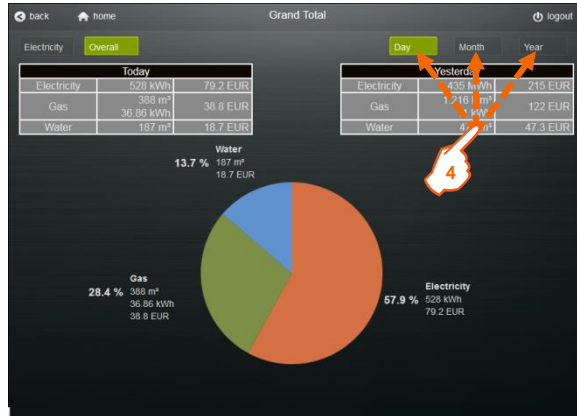 back home Grand Total logout
Electricity Overall Day Month Year
Today
Electricity 528 kWh 79.2 EUR
Gas 388 m³ 36.86 kWh 38.8 EUR
Water 187 m³ 18.7 EUR
Yesterday
Electricity 215 EUR
Gas 122 EUR
Water 47.3 EUR
4
Water
13.7 % 187 m³
18.7 EUR
Gas
28.4 % 388 m³
36.86 kWh
38.8 EUR
Electricity
57.9 % 528 kWh
79.2 EUR